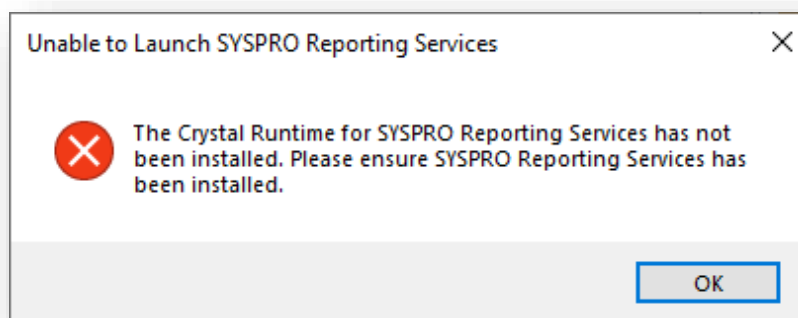 Unable to Launch SYSPRO Reporting Services
The Crystal Runtime for SYSPRO Reporting Services has not
been installed. Please ensure SYSPRO Reporting Services has
been installed.
OK